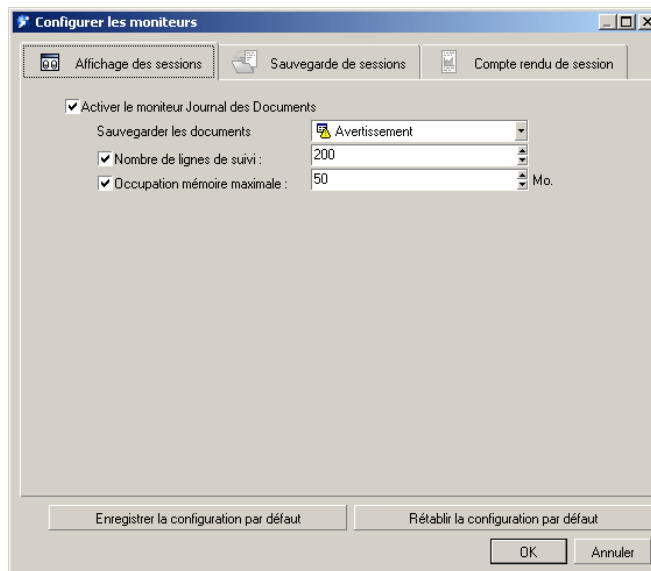 Configurer les moniteurs
Affichage des sessions
Sauvegarde de sessions
Compte rendu de session
Activer le moniteur Journal des Documents
Sauvegarder les documents
Avertissement
Nombre de lignes de suivi :
200
Occupation mémoire maximale :
50
Mo.
Enregistrer la configuration par défaut
Rétablir la configuration par défaut
OK
Annuler